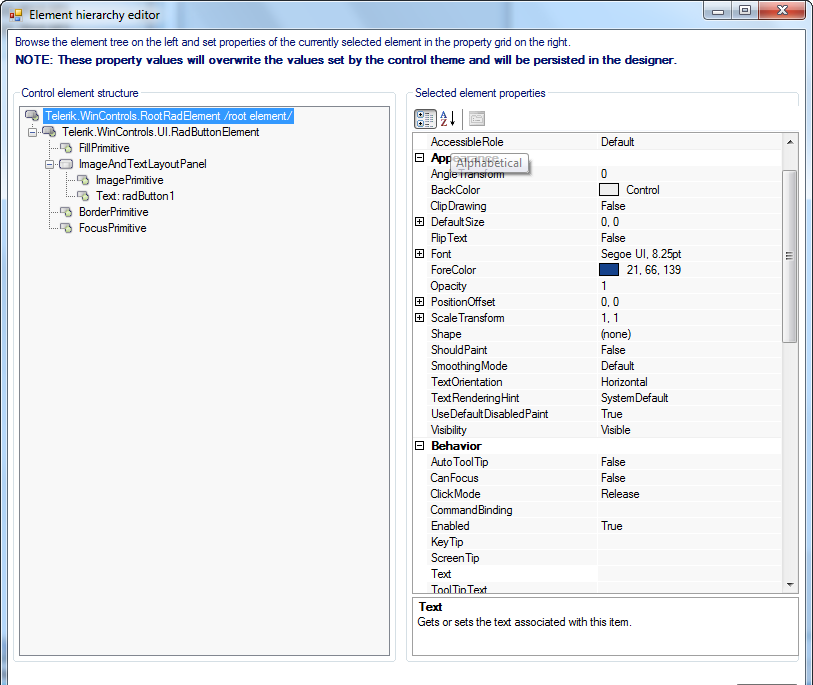 Element hierarchy editor
Browse the element tree on the left and set properties of the currently selected element in the property grid on the right.
NOTE: These property values will overwrite the values set by the control theme and will be persisted in the designer.
Control element structure
Telerik.WinControls.RootRadElement /root element/
Telerik.WinControls.UI.RadButtonElement
FillPrimitive
ImageAndTextLayoutPanel
ImagePrimitive
Text: radButton1
BorderPrimitive
FocusPrimitive
Selected element properties
AccessibleRole Default
Appearance
Alphabetical
AngleTransform 0
BackColor Control
ClipDrawing False
DefaultSize 0, 0
FlipText False
Font Segoe UI, 8.25pt
ForeColor 21, 66, 139
Opacity 1
PositionOffset 0, 0
ScaleTransform 1, 1
Shape (none)
ShouldPaint False
SmoothingMode Default
TextOrientation Horizontal
TextRenderingHint SystemDefault
UseDefaultDisabledPaint True
Visibility Visible
Behavior
AutoToolTip False
CanFocus False
ClickMode Release
CommandBinding
Enabled True
KeyTip
ScreenTip
Text
ToolTipText
Text
Gets or sets the text associated with this item.